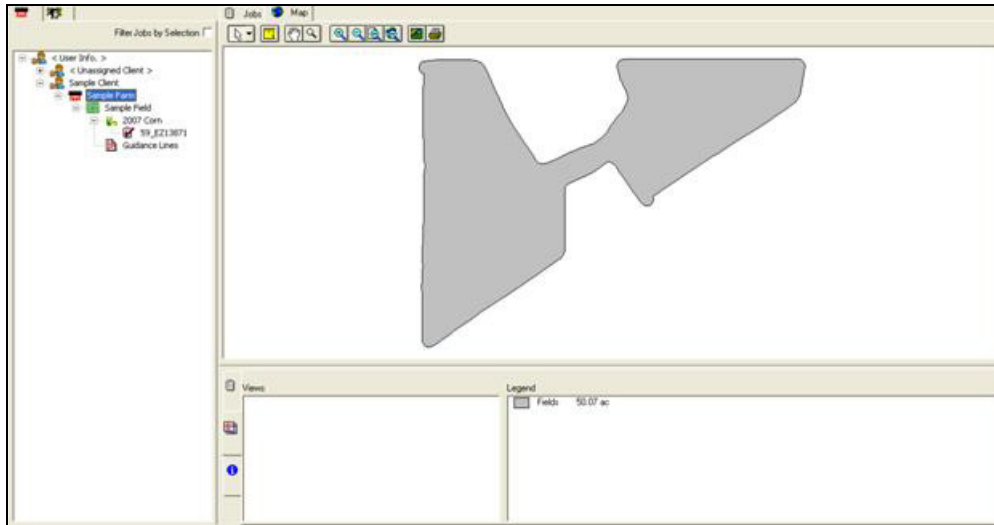 Jobs Map
Filter Jobs by Selection
< User Info. >
< Unassigned Client >
Sample Client
Sample Farm
Sample Field
2007 Corn
59_EZ13871
Guidance Lines
Views
Legend
Fields 50.07 ac